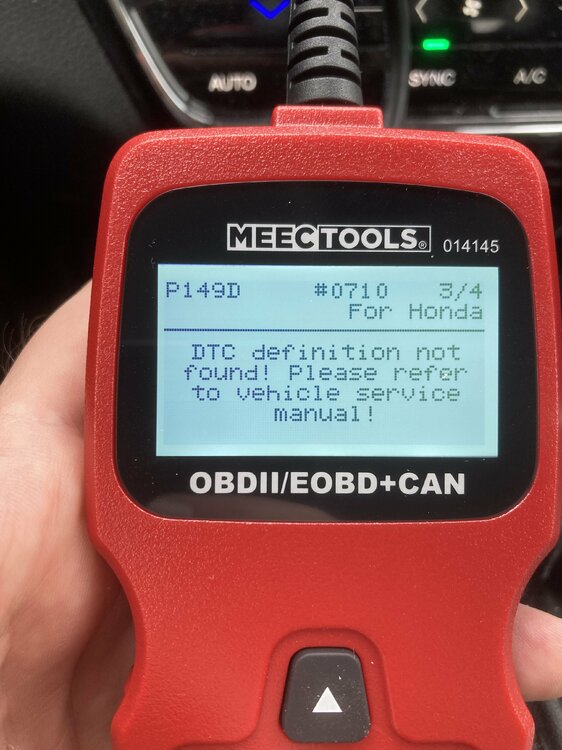 AUTO
SYNC
A/C
MEECTOOLS® 014145
P149D #0710 3/4
For Honda
DTC definition not
found! Please refer
to vehicle service
manual!
OBDII/EOBD+CAN